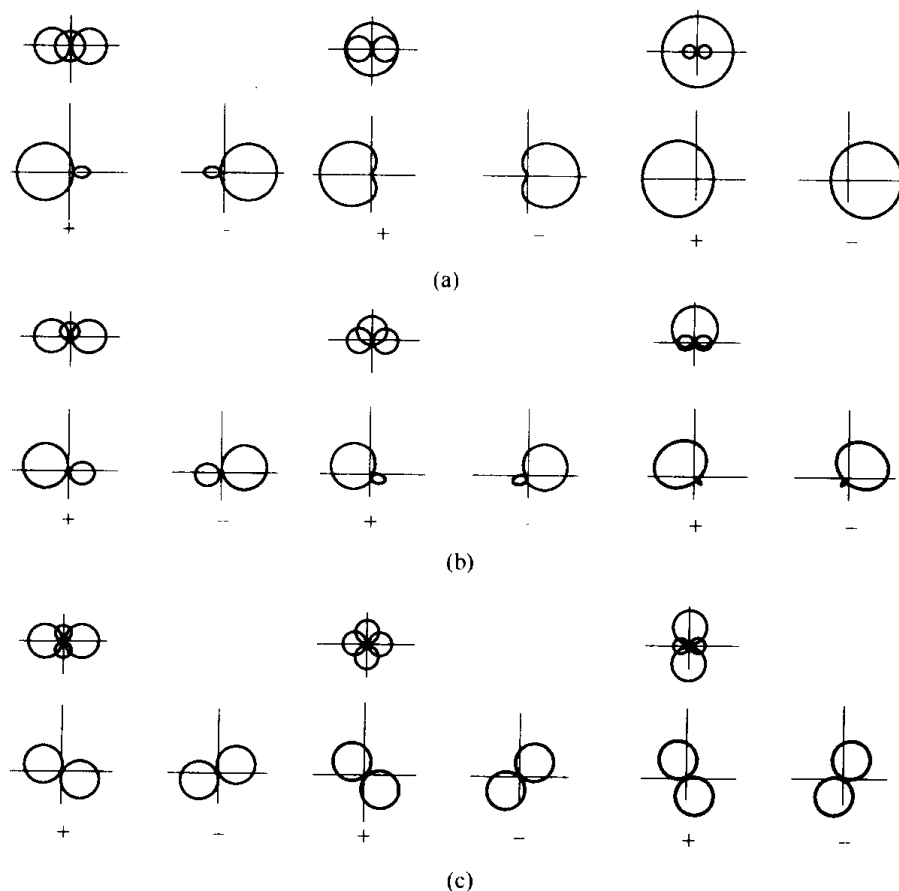 + - + - + -
(a)
+ - + - + -
(b)
+ - + - + -
(c)